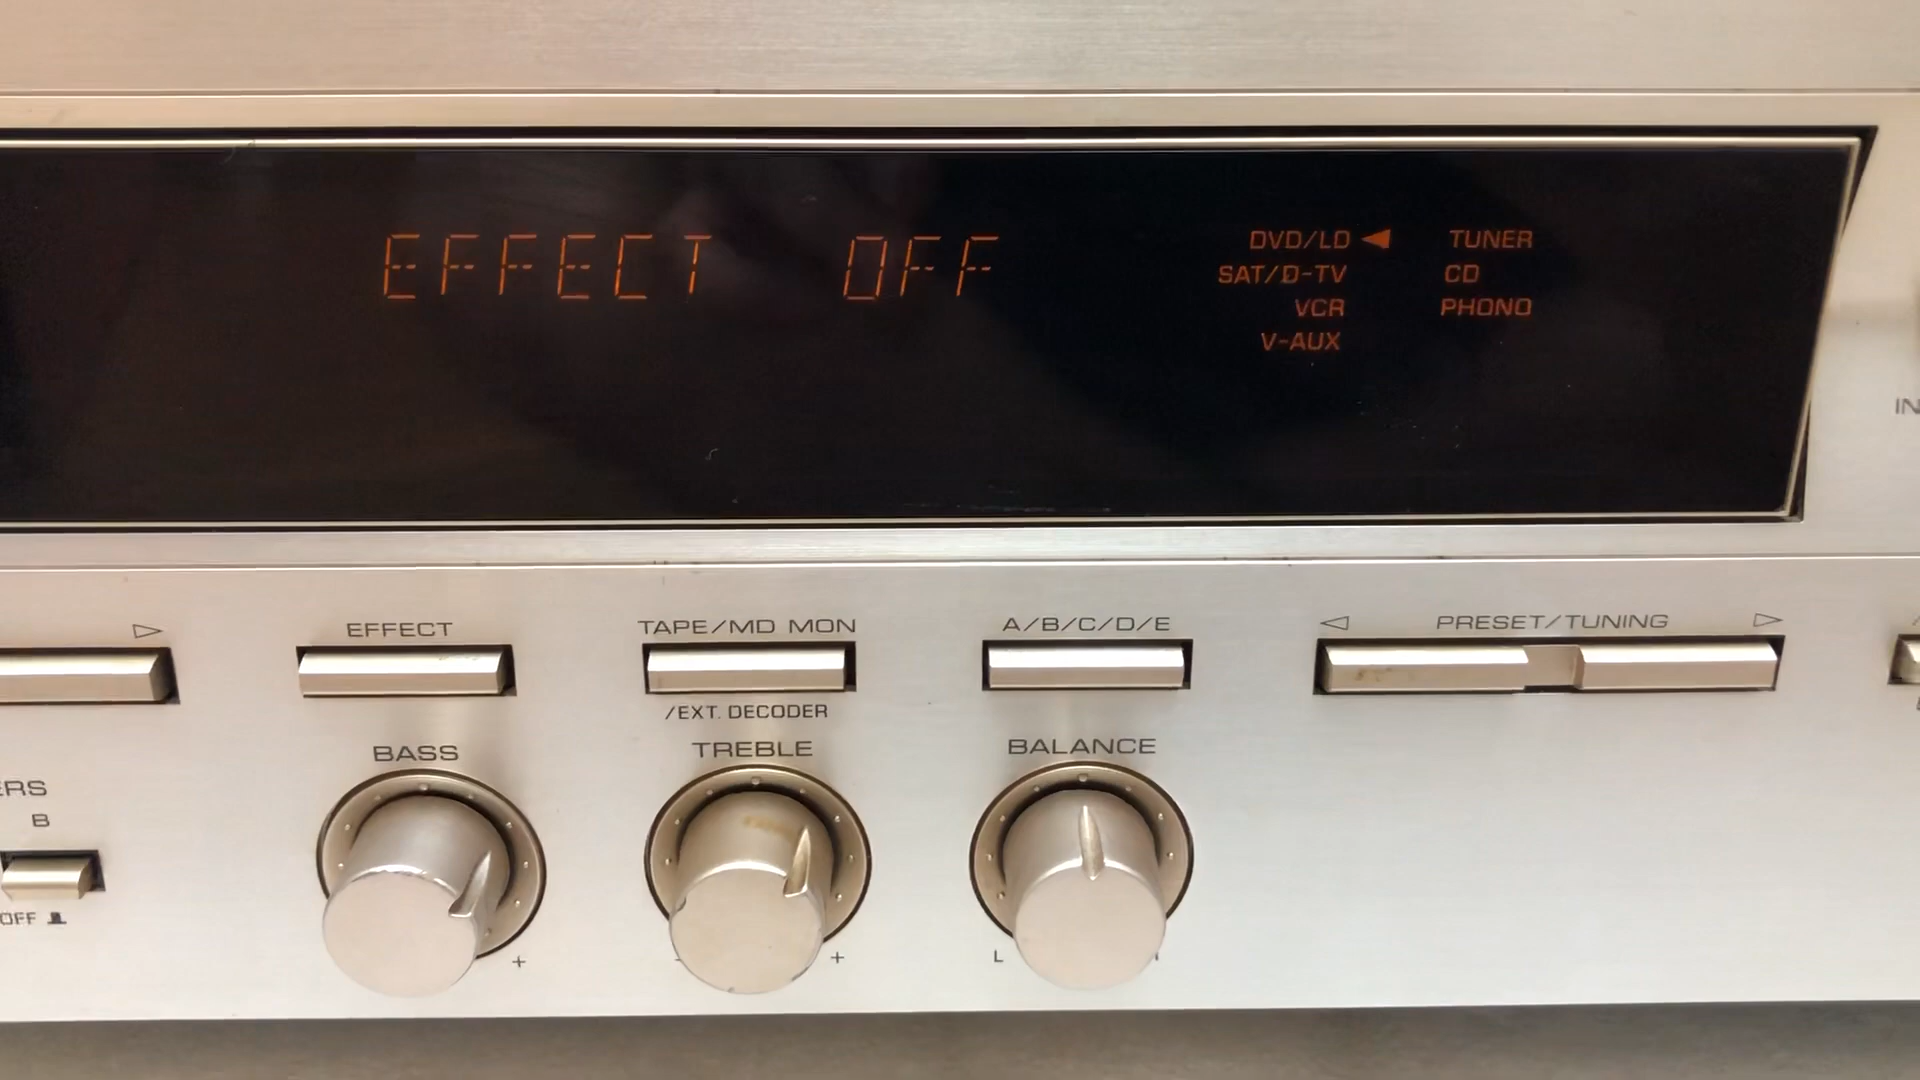 EFFECT OFF
DVD/LD ◀ TUNER
SAT/D-TV CD
VCR PHONO
V-AUX
EFFECT
TAPE/MD MON
A/B/C/D/E
PRESET/TUNING
/EXT. DECODER
BASS
TREBLE
BALANCE
B
OFF
+
- +
L